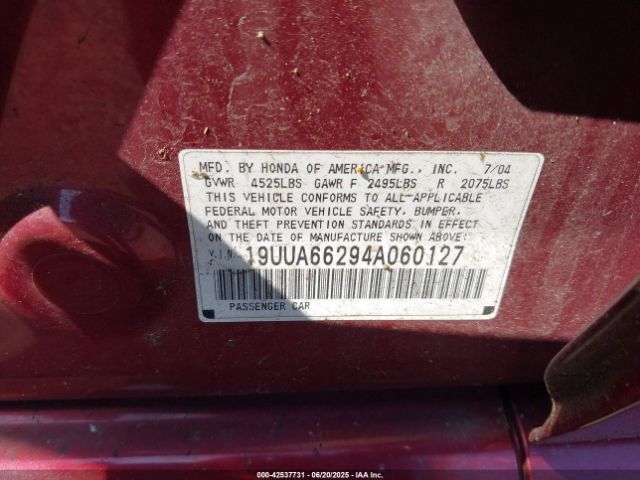 MFD. BY HONDA OF AMERICA MFG., INC. 7/04
GVWR 4525LBS GAWR F 2495LBS R 2075LBS
THIS VEHICLE CONFORMS TO ALL-APPLICABLE
FEDERAL MOTOR VEHICLE SAFETY, BUMPER,
AND THEFT PREVENTION STANDARDS IN EFFECT
ON THE DATE OF MANUFACTURE SHOWN ABOVE:
V.I.N: 19UUA66294A060127
PASSENGER CAR
000-42537731 - 06/20/2025 - IAA Inc.